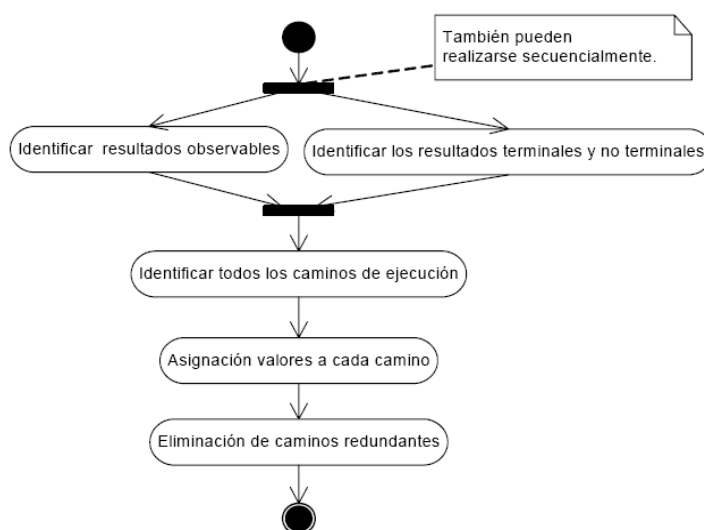 También pueden
realizarse secuencialmente.
Identificar resultados observables
Identificar los resultados terminales y no terminales
Identificar todos los caminos de ejecución
Asignación valores a cada camino
Eliminación de caminos redundantes